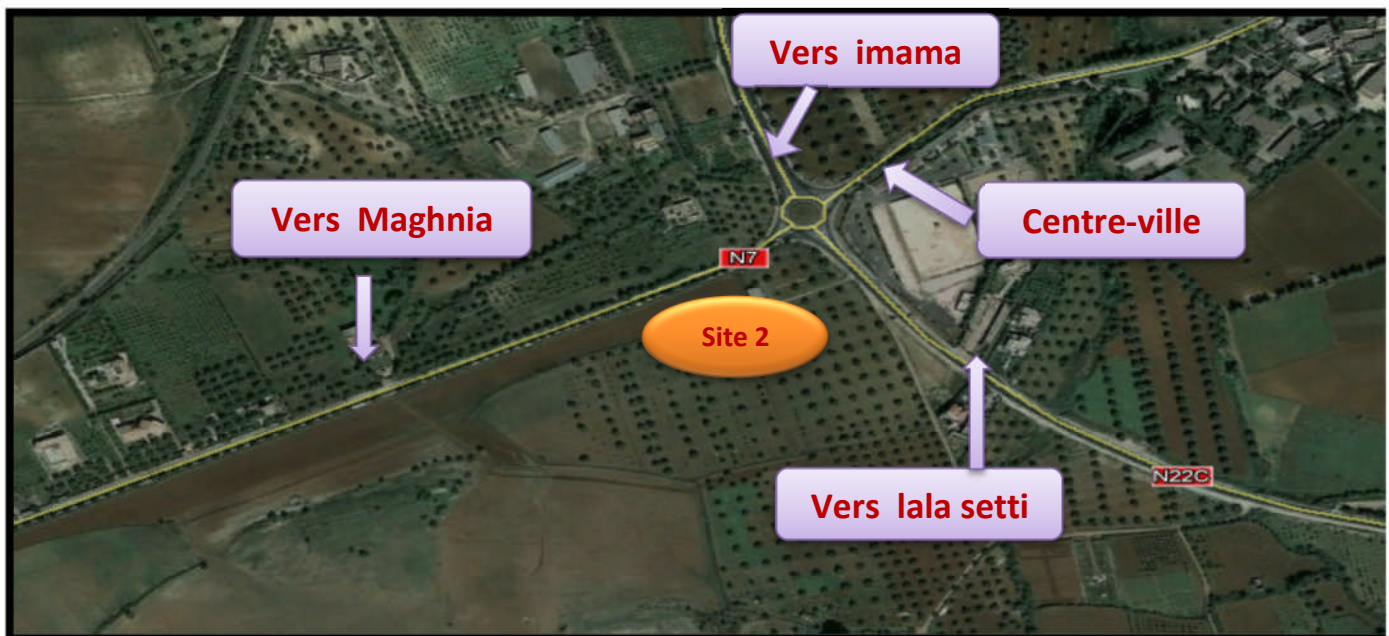 Vers imama
Vers Maghnia
Centre-ville
N7
Site 2
N22C
Vers lala setti